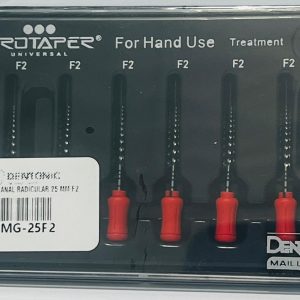 ROTAPER
UNIVERSAL
For Hand Use Treatment
F2 F2 F2 F2 F2 F2
DENTONIC
ANAL RADICULAR 25 MM F2
MG-25F2
DEN
MAILL